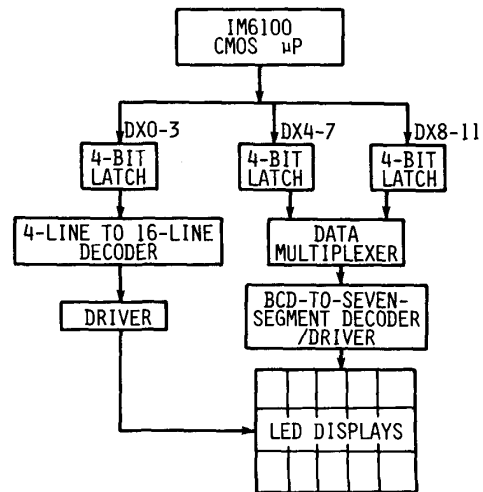 IM6100
CMOS μP
DX0-3
DX4-7
DX8-11
4-BIT
LATCH
4-BIT
LATCH
4-BIT
LATCH
4-LINE TO 16-LINE
DECODER
DATA
MULTIPLEXER
DRIVER
BCD-TO-SEVEN-
SEGMENT DECODER
/DRIVER
LED DISPLAYS